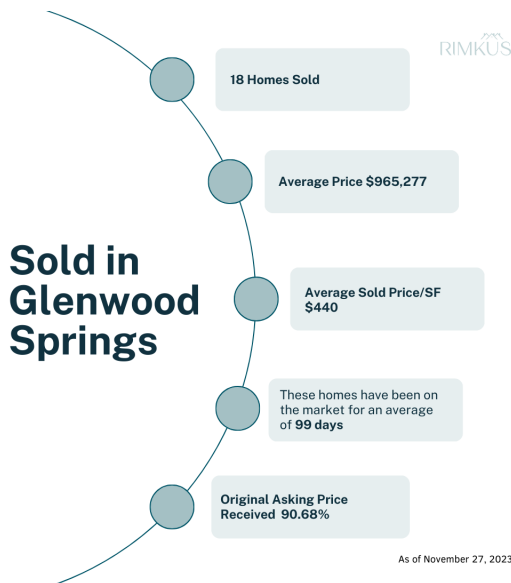 RIMKUS
18 Homes Sold
Average Price $965,277
Sold in
Glenwood
Springs
Average Sold Price/SF
$440
These homes have been on
the market for an average
of 99 days
Original Asking Price
Received 90.68%
As of November 27, 2023